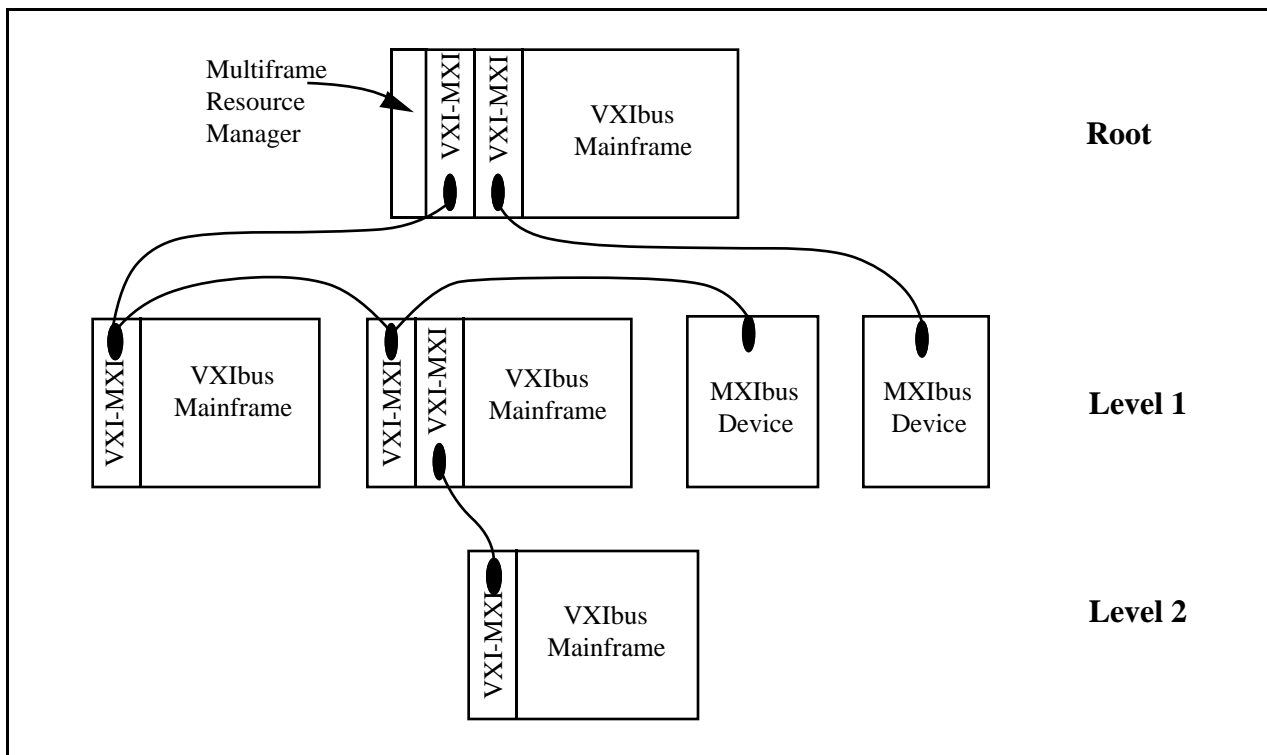 Multiframe
Resource
Manager
VXI-MXI
VXI-MXI
VXIbus
Mainframe
Root
VXI-MXI
VXIbus
Mainframe
VXI-MXI
VXI-MXI
VXIbus
Mainframe
MXIbus
Device
MXIbus
Device
Level 1
VXI-MXI
VXIbus
Mainframe
Level 2